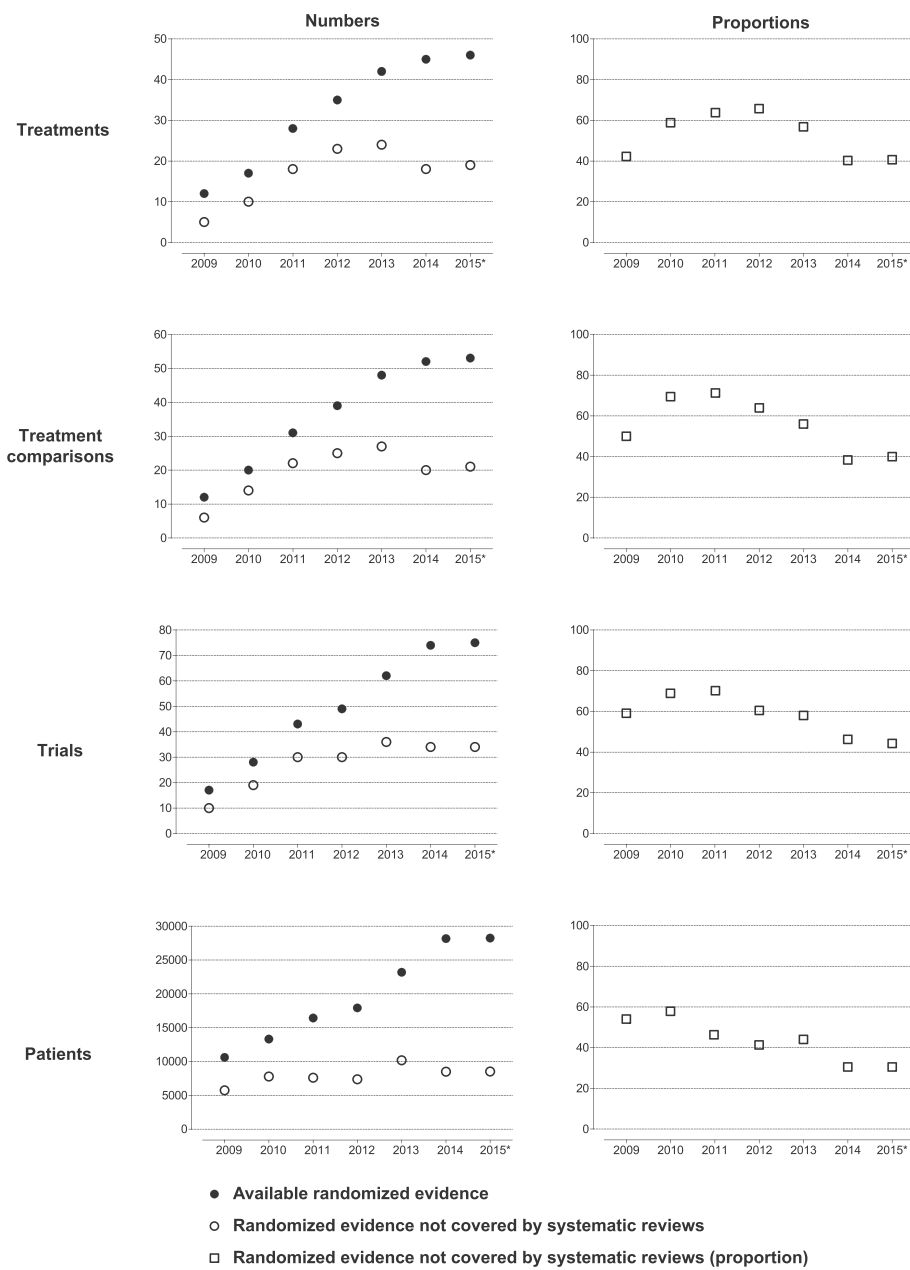 Numbers
Proportions
Treatments
50
40
30
20
10
0
2009 2010 2011 2012 2013 2014 2015*
100
80
60
40
20
0
2009 2010 2011 2012 2013 2014 2015*
Treatment
comparisons
60
50
40
30
20
10
0
2009 2010 2011 2012 2013 2014 2015*
100
80
60
40
20
0
2009 2010 2011 2012 2013 2014 2015*
Trials
80
70
60
50
40
30
20
10
0
2009 2010 2011 2012 2013 2014 2015*
100
80
60
40
20
0
2009 2010 2011 2012 2013 2014 2015*
Patients
30000
25000
20000
15000
10000
5000
0
2009 2010 2011 2012 2013 2014 2015*
100
80
60
40
20
0
2009 2010 2011 2012 2013 2014 2015*
Available randomized evidence
Randomized evidence not covered by systematic reviews
Randomized evidence not covered by systematic reviews (proportion)